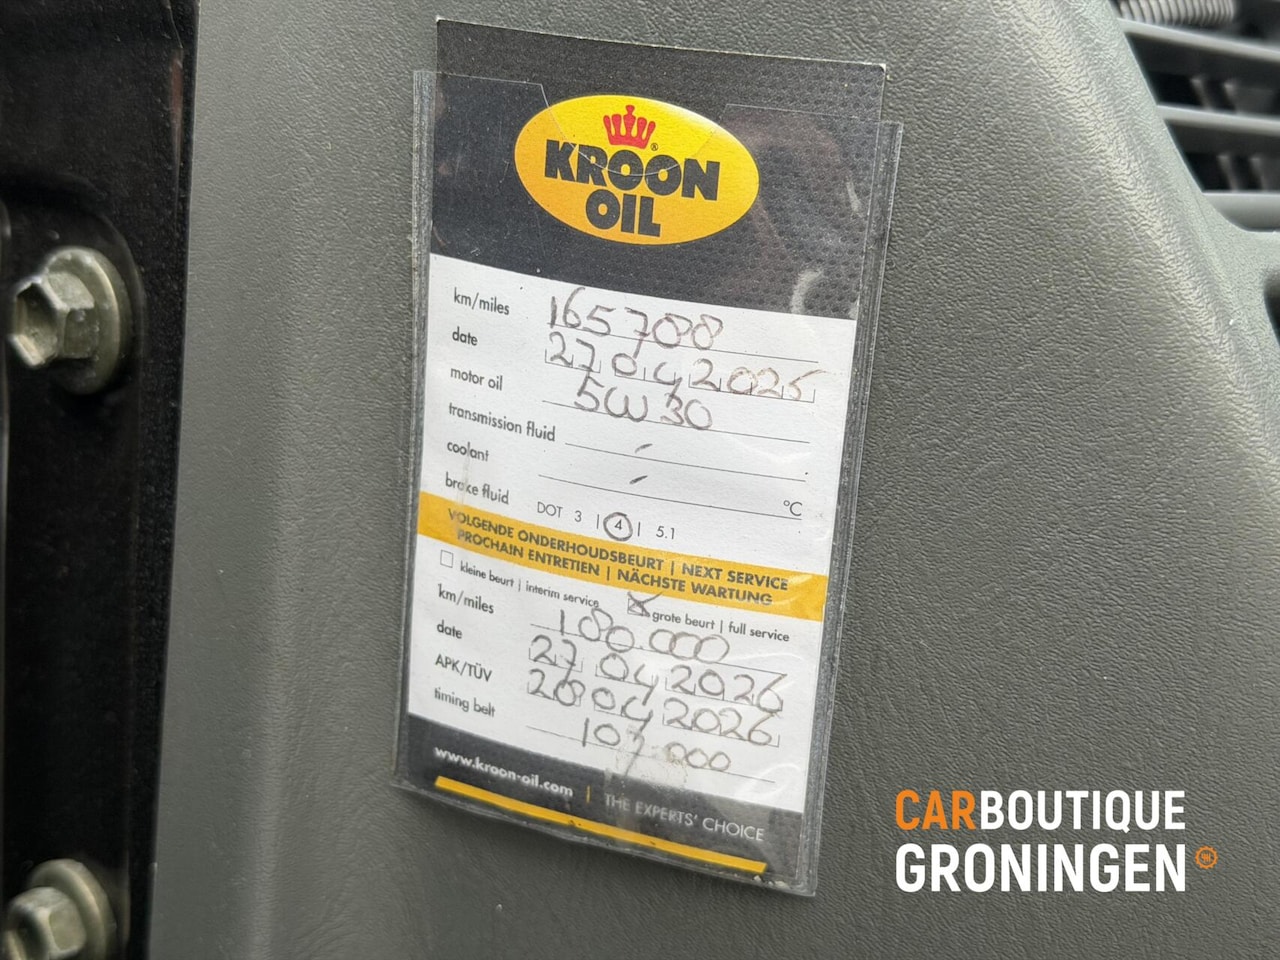 KROON
OIL
®
km/miles 165788
date 27 04 2025
motor oil 5W30
transmission fluid -
coolant - °C
brake fluid DOT 3 | 4 | 5.1
VOLGENDE ONDERHOUDSBEURT | NEXT SERVICE
PROCHAIN ENTRETIEN | NÄCHSTE WARTUNG
kleine beurt | interim service grote beurt | full service
km/miles 180.000
date 27 04 2026
APK/TÜV 28 04 2026
timing belt 107 000
www.kroon-oil.com | THE EXPERTS' CHOICE
CARBOUTIQUE
GRONINGEN